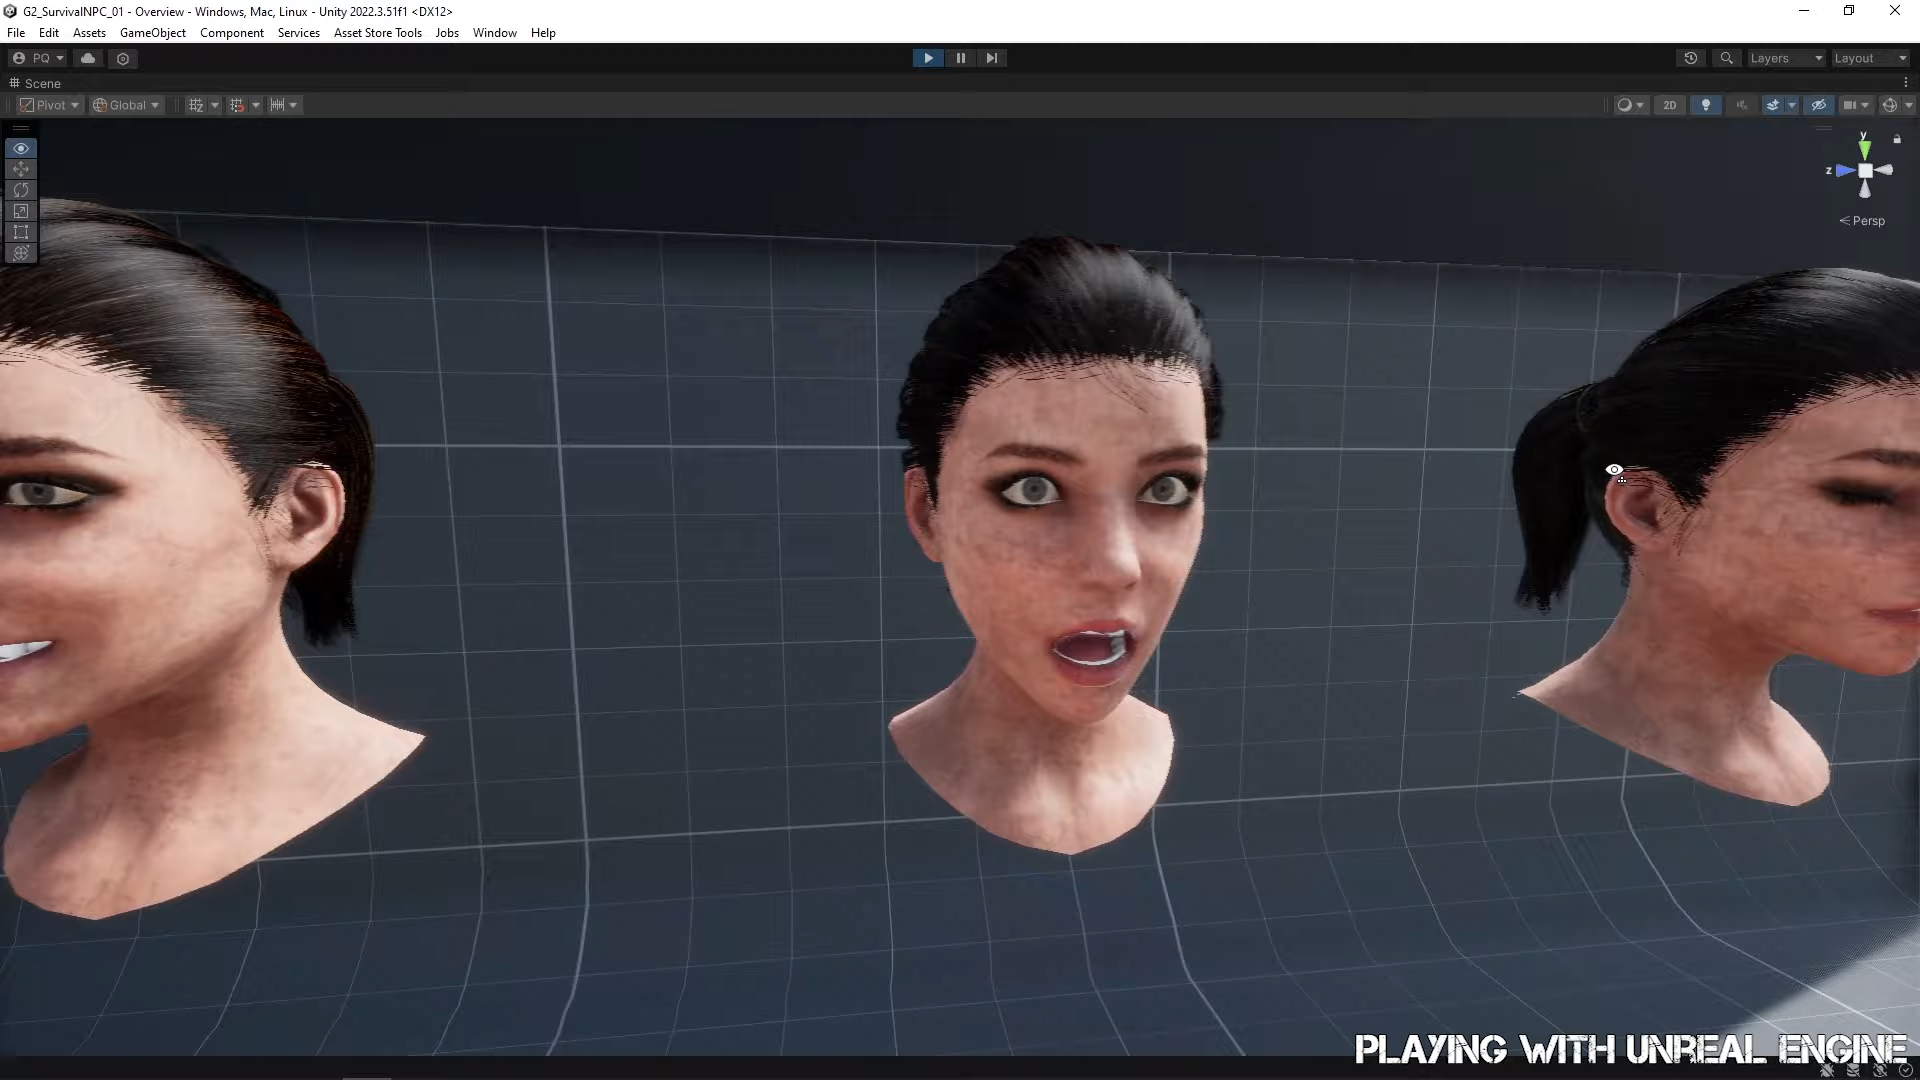 G2_SurvivalNPC_01 - Overview - Windows, Mac, Linux - Unity 2022.3.51f1 <DX12>
File Edit Assets GameObject Component Services Asset Store Tools Jobs Window Help
PQ
Layers
Layout
Scene
Pivot
Global
2D
y
z
Persp
PLAYING WITH UNREAL ENGINE